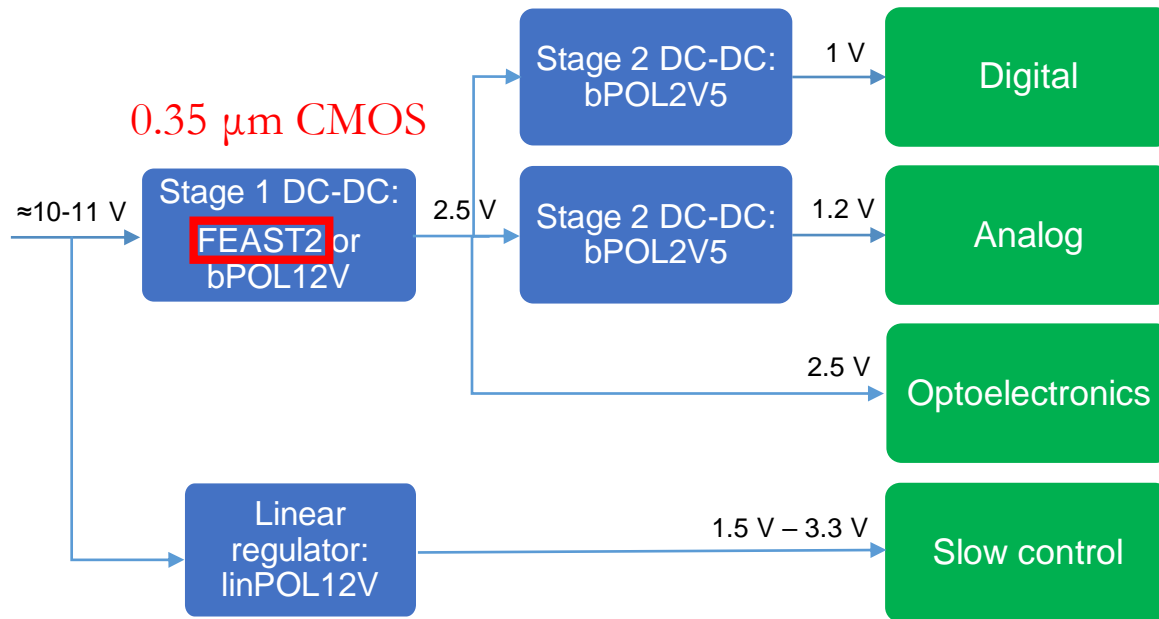 Stage 2 DC-DC:
bPOL2V5
1 V
Digital
0.35 μm CMOS
≈10-11 V
Stage 1 DC-DC:
FEAST2 or
bPOL12V
2.5 V
Stage 2 DC-DC:
bPOL2V5
1.2 V
Analog
2.5 V
Optoelectronics
Linear
regulator:
linPOL12V
1.5 V – 3.3 V
Slow control